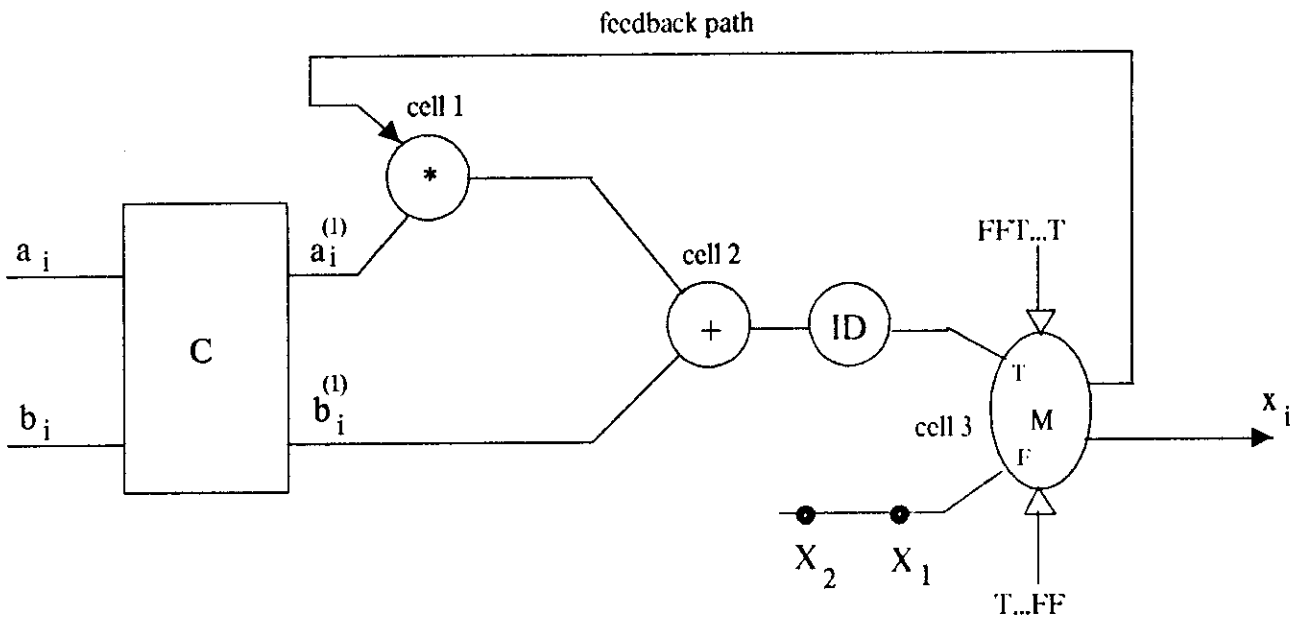 feedback path
cell 1
*
a i
a i (1)
C
b i
b i (1)
cell 2
+
ID
FFT...T
T
M
F
cell 3
x i
X 2
X 1
T...FF